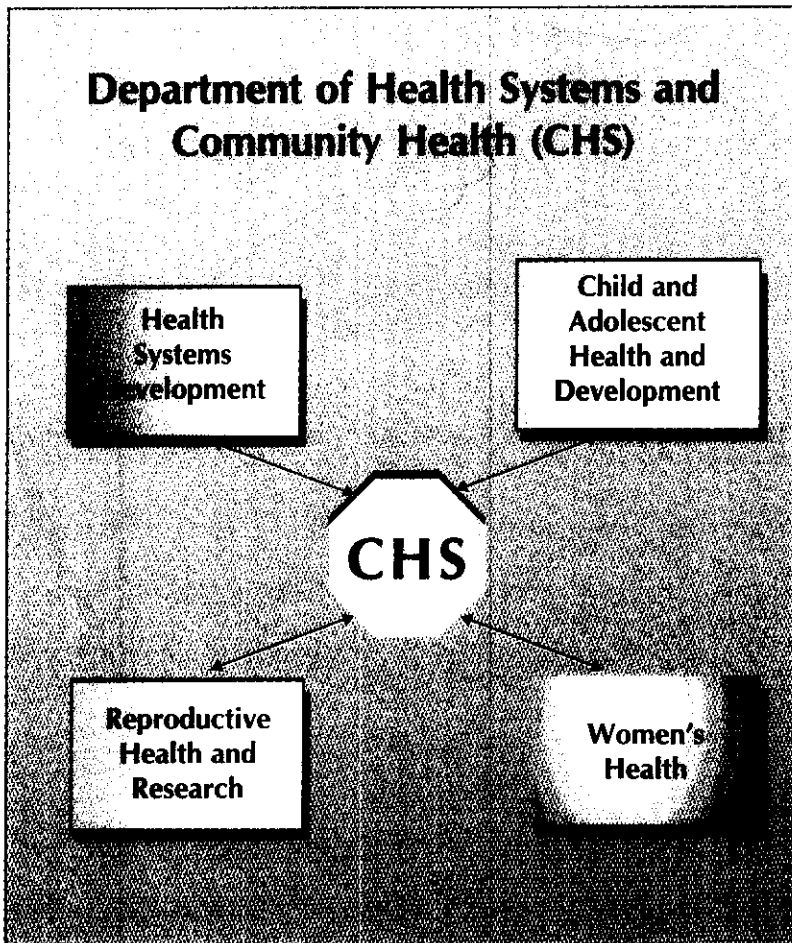 Department of Health Systems and
Community Health (CHS)
Health
Systems
Development
Child and
Adolescent
Health and
Development
CHS
Reproductive
Health and
Research
Women's
Health